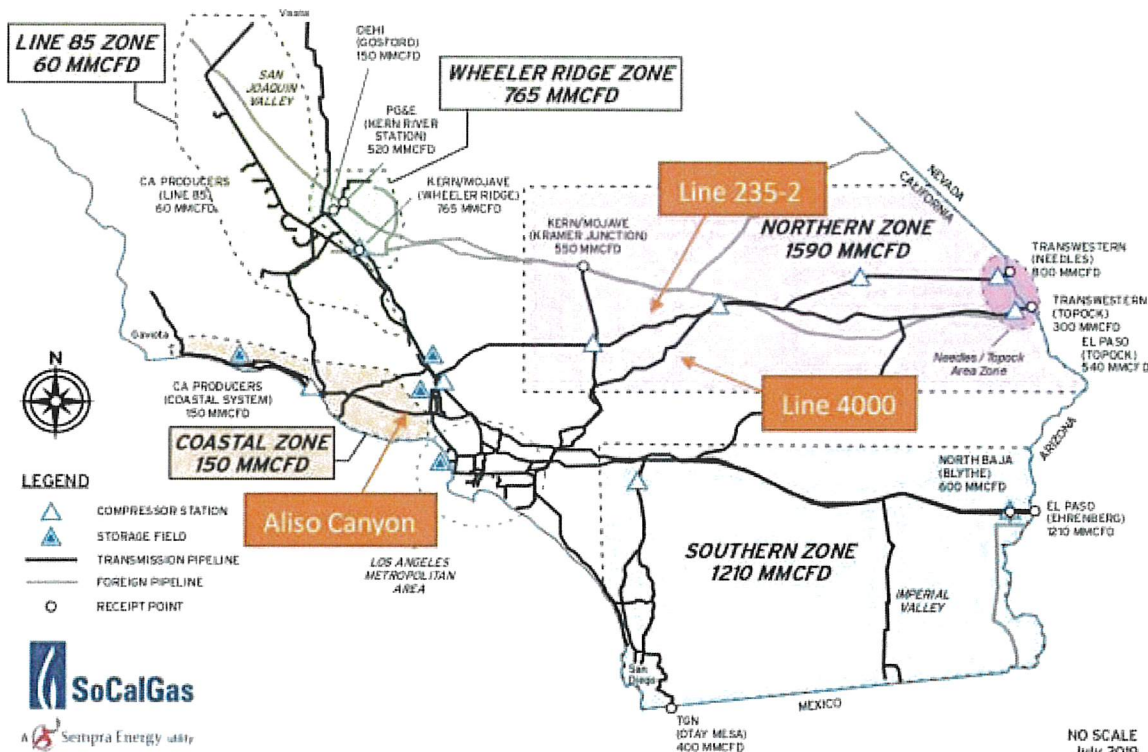 Visalia
LINE 85 ZONE
60 MMCFD
SAN
JOAQUIN
VALLEY
OEHI
(GOSFORD)
150 MMCFD
WHEELER RIDGE ZONE
765 MMCFD
PG&E
(KERN RIVER
STATION)
520 MMCFD
CA PRODUCERS
(LINE 85)
60 MMCFD
KERN/MOJAVE
(WHEELER RIDGE)
765 MMCFD
Line 235-2
NEVADA
CALIFORNIA
KERN/MOJAVE
(KRAMER JUNCTION)
550 MMCFD
NORTHERN ZONE
1590 MMCFD
TRANSWESTERN
(NEEDLES)
800 MMCFD
TRANSWESTERN
(TOPOCK)
300 MMCFD
EL PASO
(TOPOCK)
540 MMCFD
Needles / Topock
Area Zone
Gaviota
N
CA PRODUCERS
(COASTAL SYSTEM)
150 MMCFD
Line 4000
COASTAL ZONE
150 MMCFD
ARIZONA
LEGEND
COMPRESSOR STATION
STORAGE FIELD
TRANSMISSION PIPELINE
FOREIGN PIPELINE
RECEIPT POINT
Aliso Canyon
LOS ANGELES
METROPOLITAN
AREA
NORTH BAJA
(BLYTHE)
600 MMCFD
EL PASO
(EHRENBERG)
1210 MMCFD
SOUTHERN ZONE
1210 MMCFD
IMPERIAL
VALLEY
San
Diego
MEXICO
TGN
(OTAY MESA)
400 MMCFD
SoCalGas
A Sempra Energy utility
NO SCALE